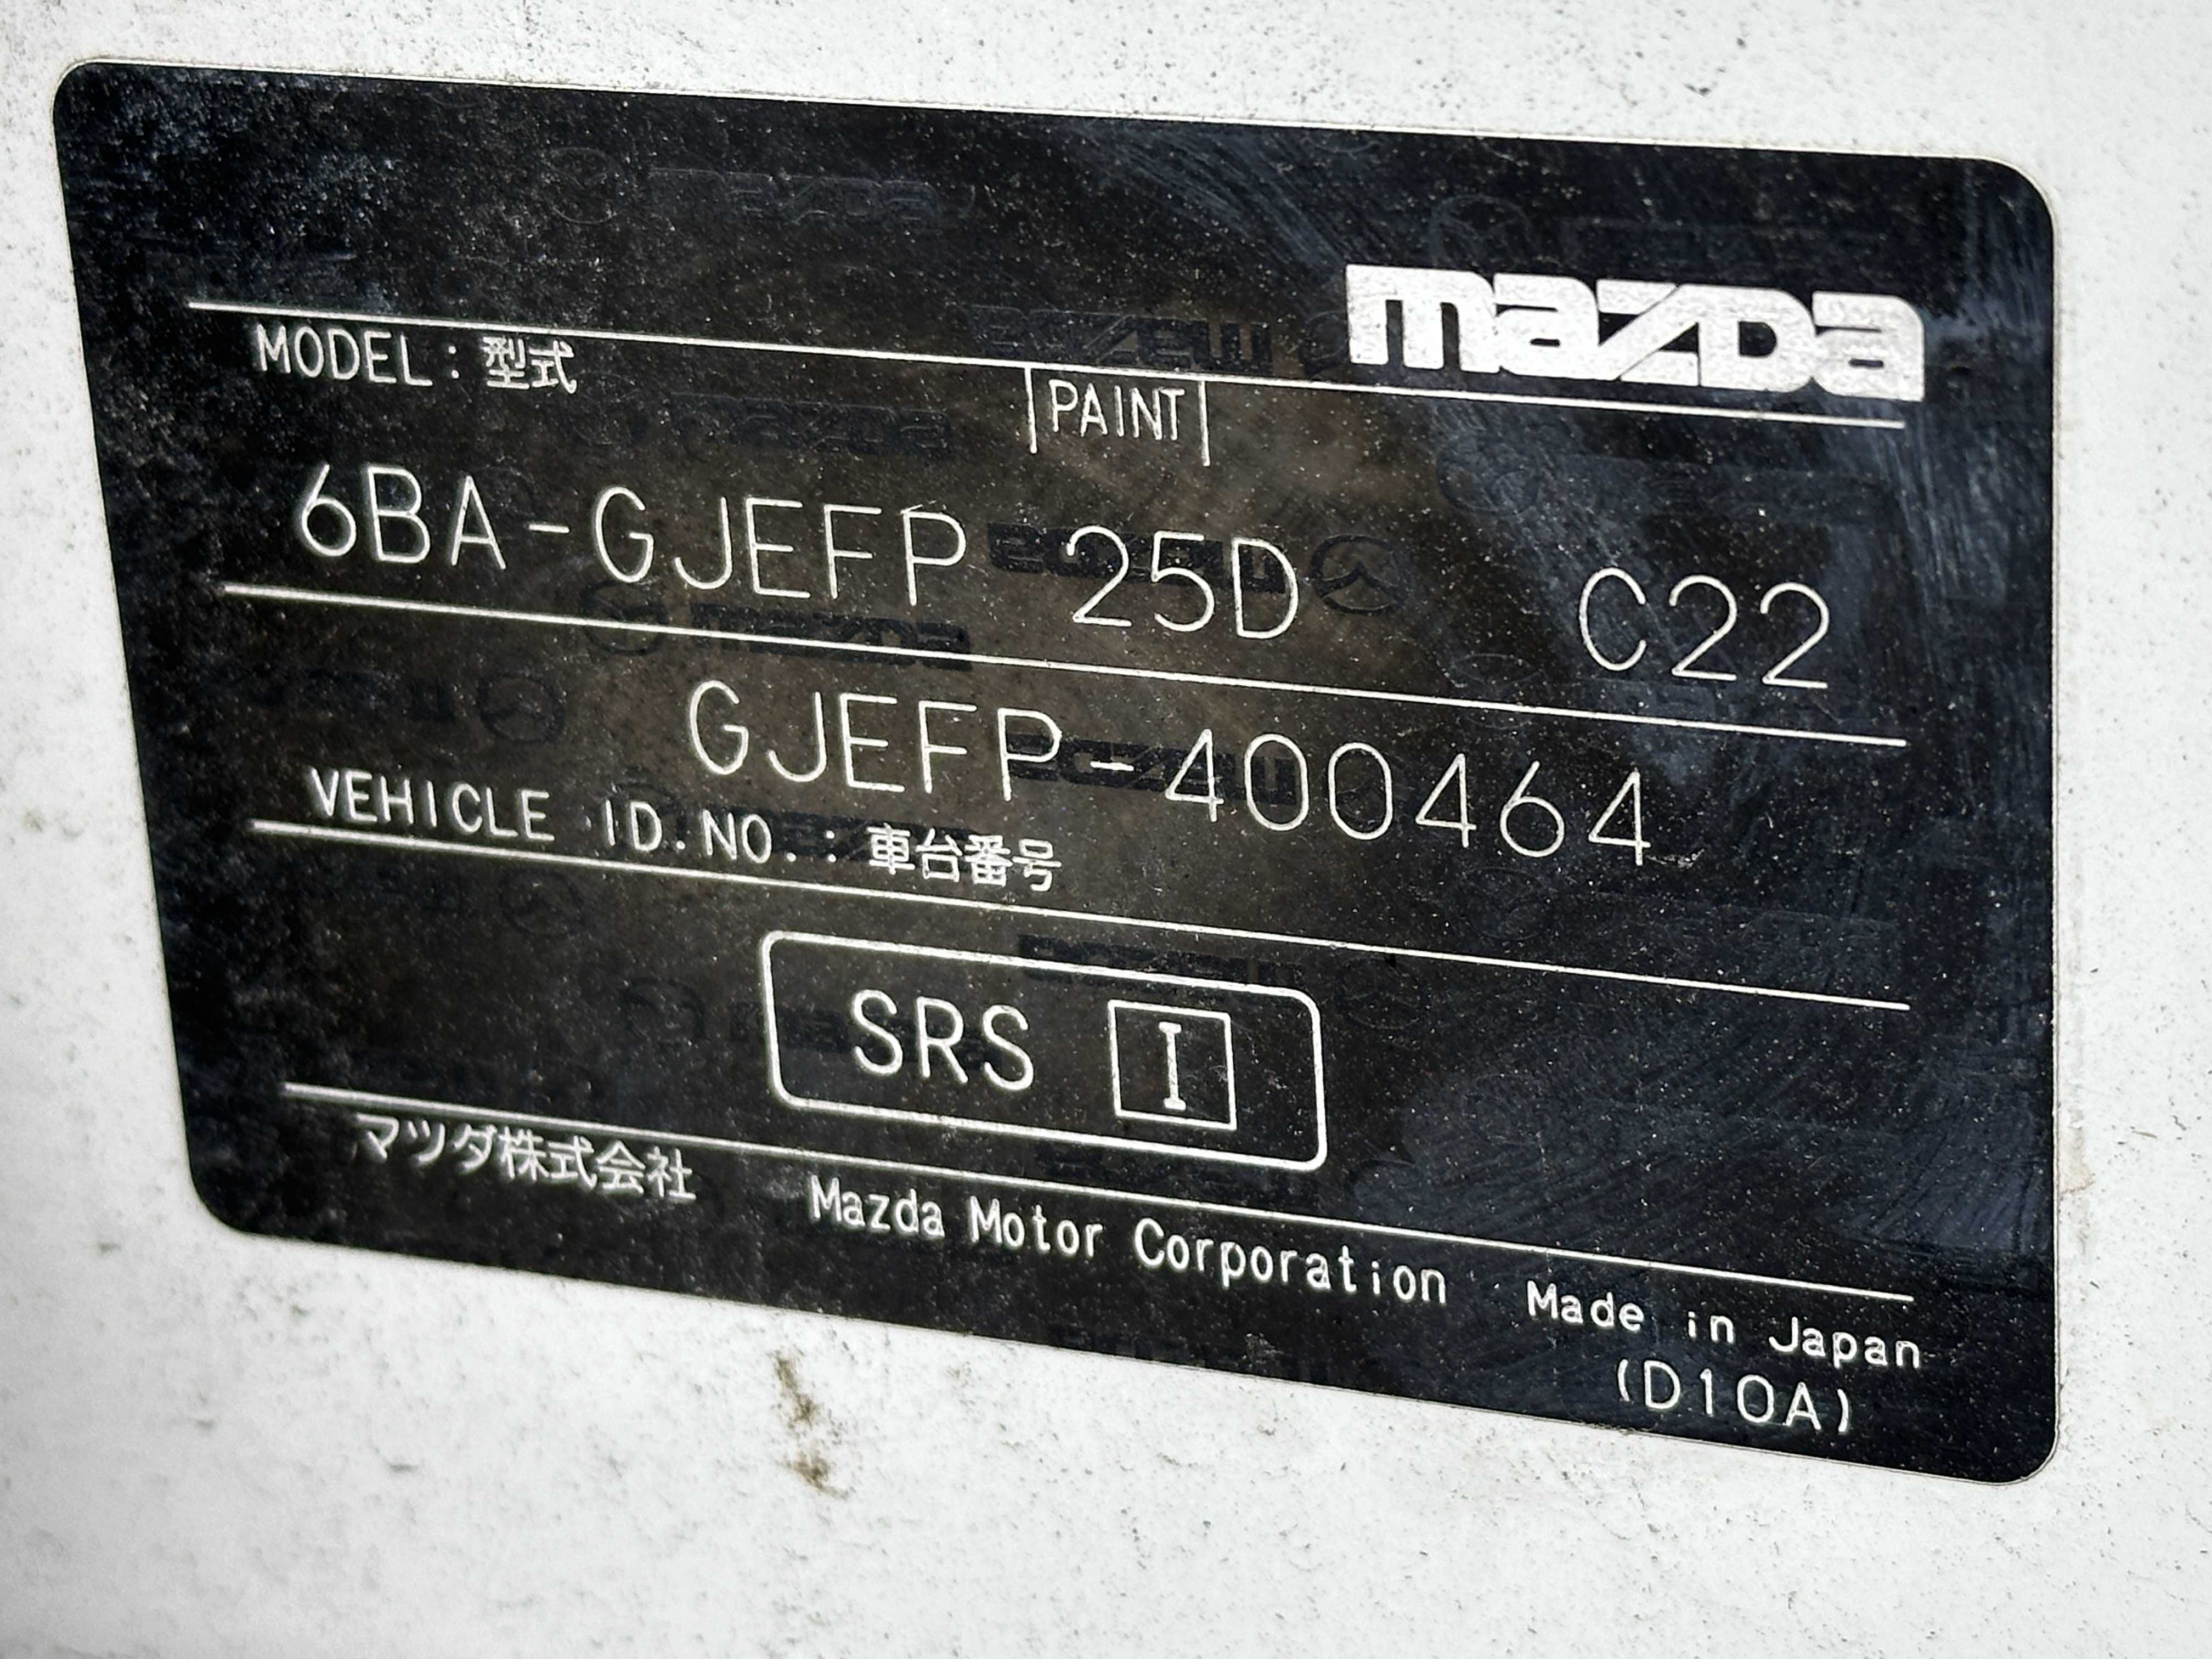 mazda
MODEL : 型式 PAINT
6BA-GJEFP 25D C22
GJEFP-400464
VEHICLE ID.NO. : 車台番号
SRS I
マツダ株式会社 Mazda Motor Corporation Made in Japan
(D10A)